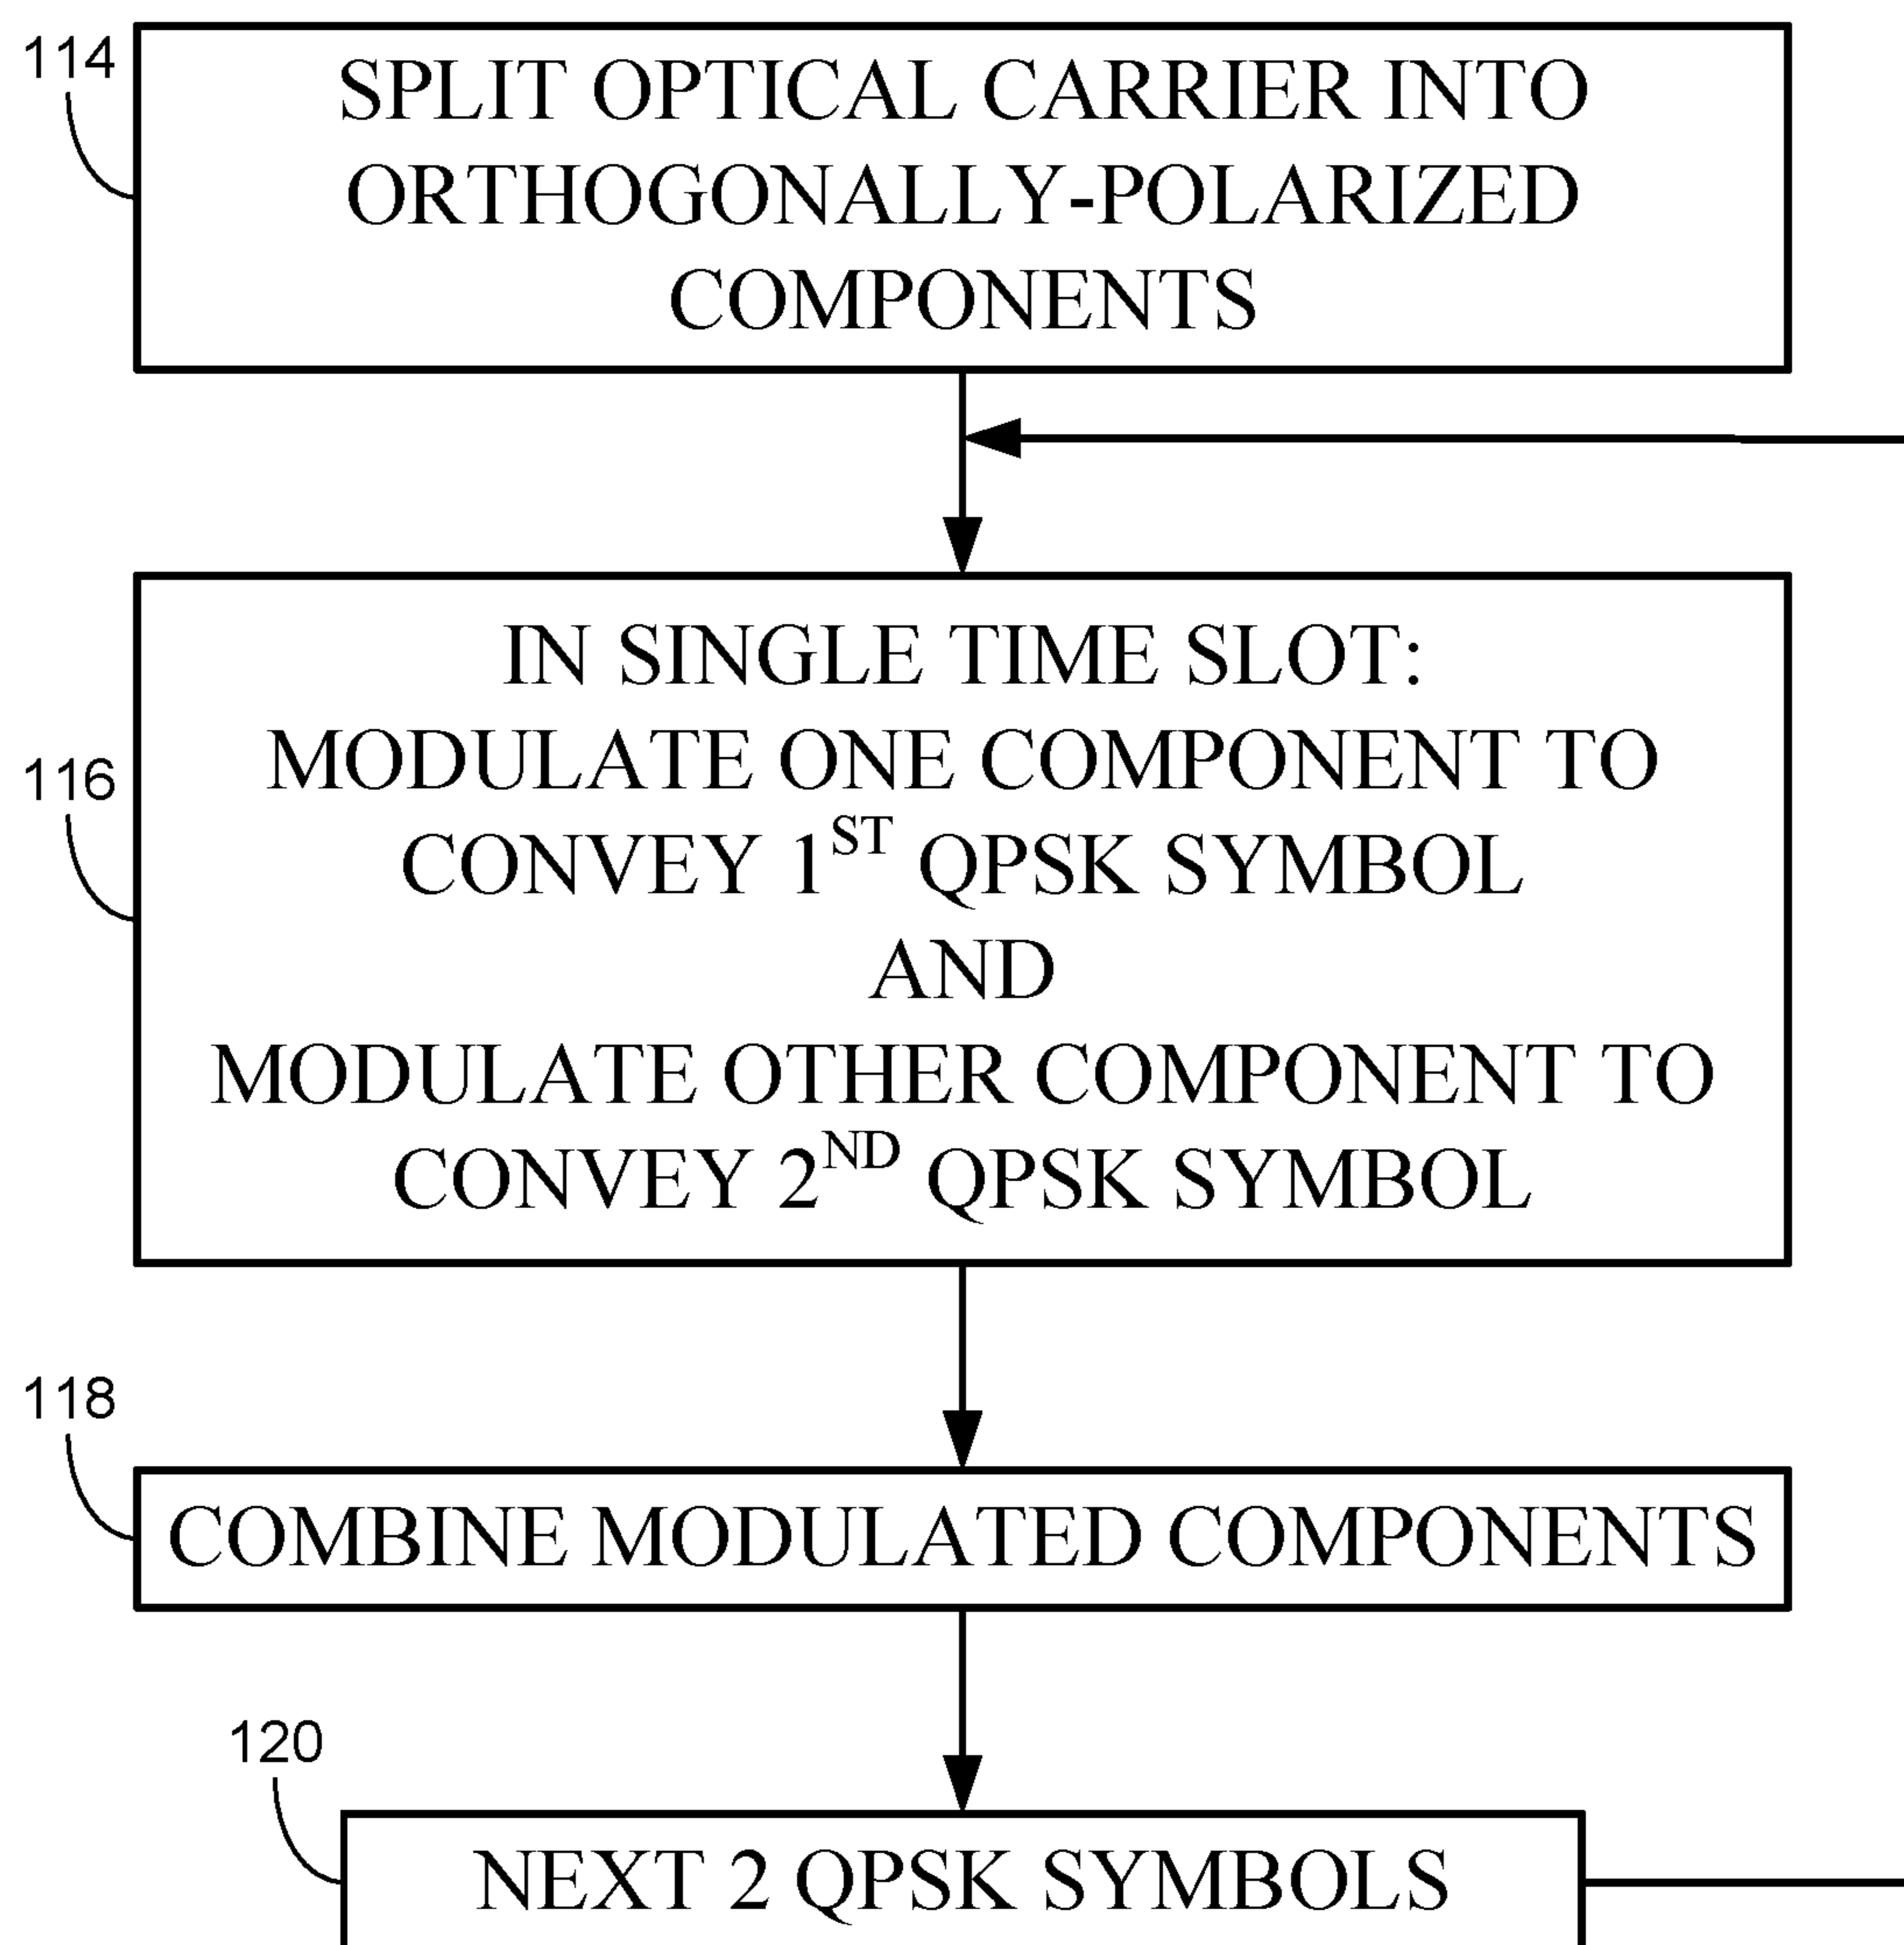 114
SPLIT OPTICAL CARRIER INTO
ORTHOGONALLY-POLARIZED
COMPONENTS
116
IN SINGLE TIME SLOT:
MODULATE ONE COMPONENT TO
CONVEY 1ST QPSK SYMBOL
AND
MODULATE OTHER COMPONENT TO
CONVEY 2ND QPSK SYMBOL
118
COMBINE MODULATED COMPONENTS
120
NEXT 2 QPSK SYMBOLS